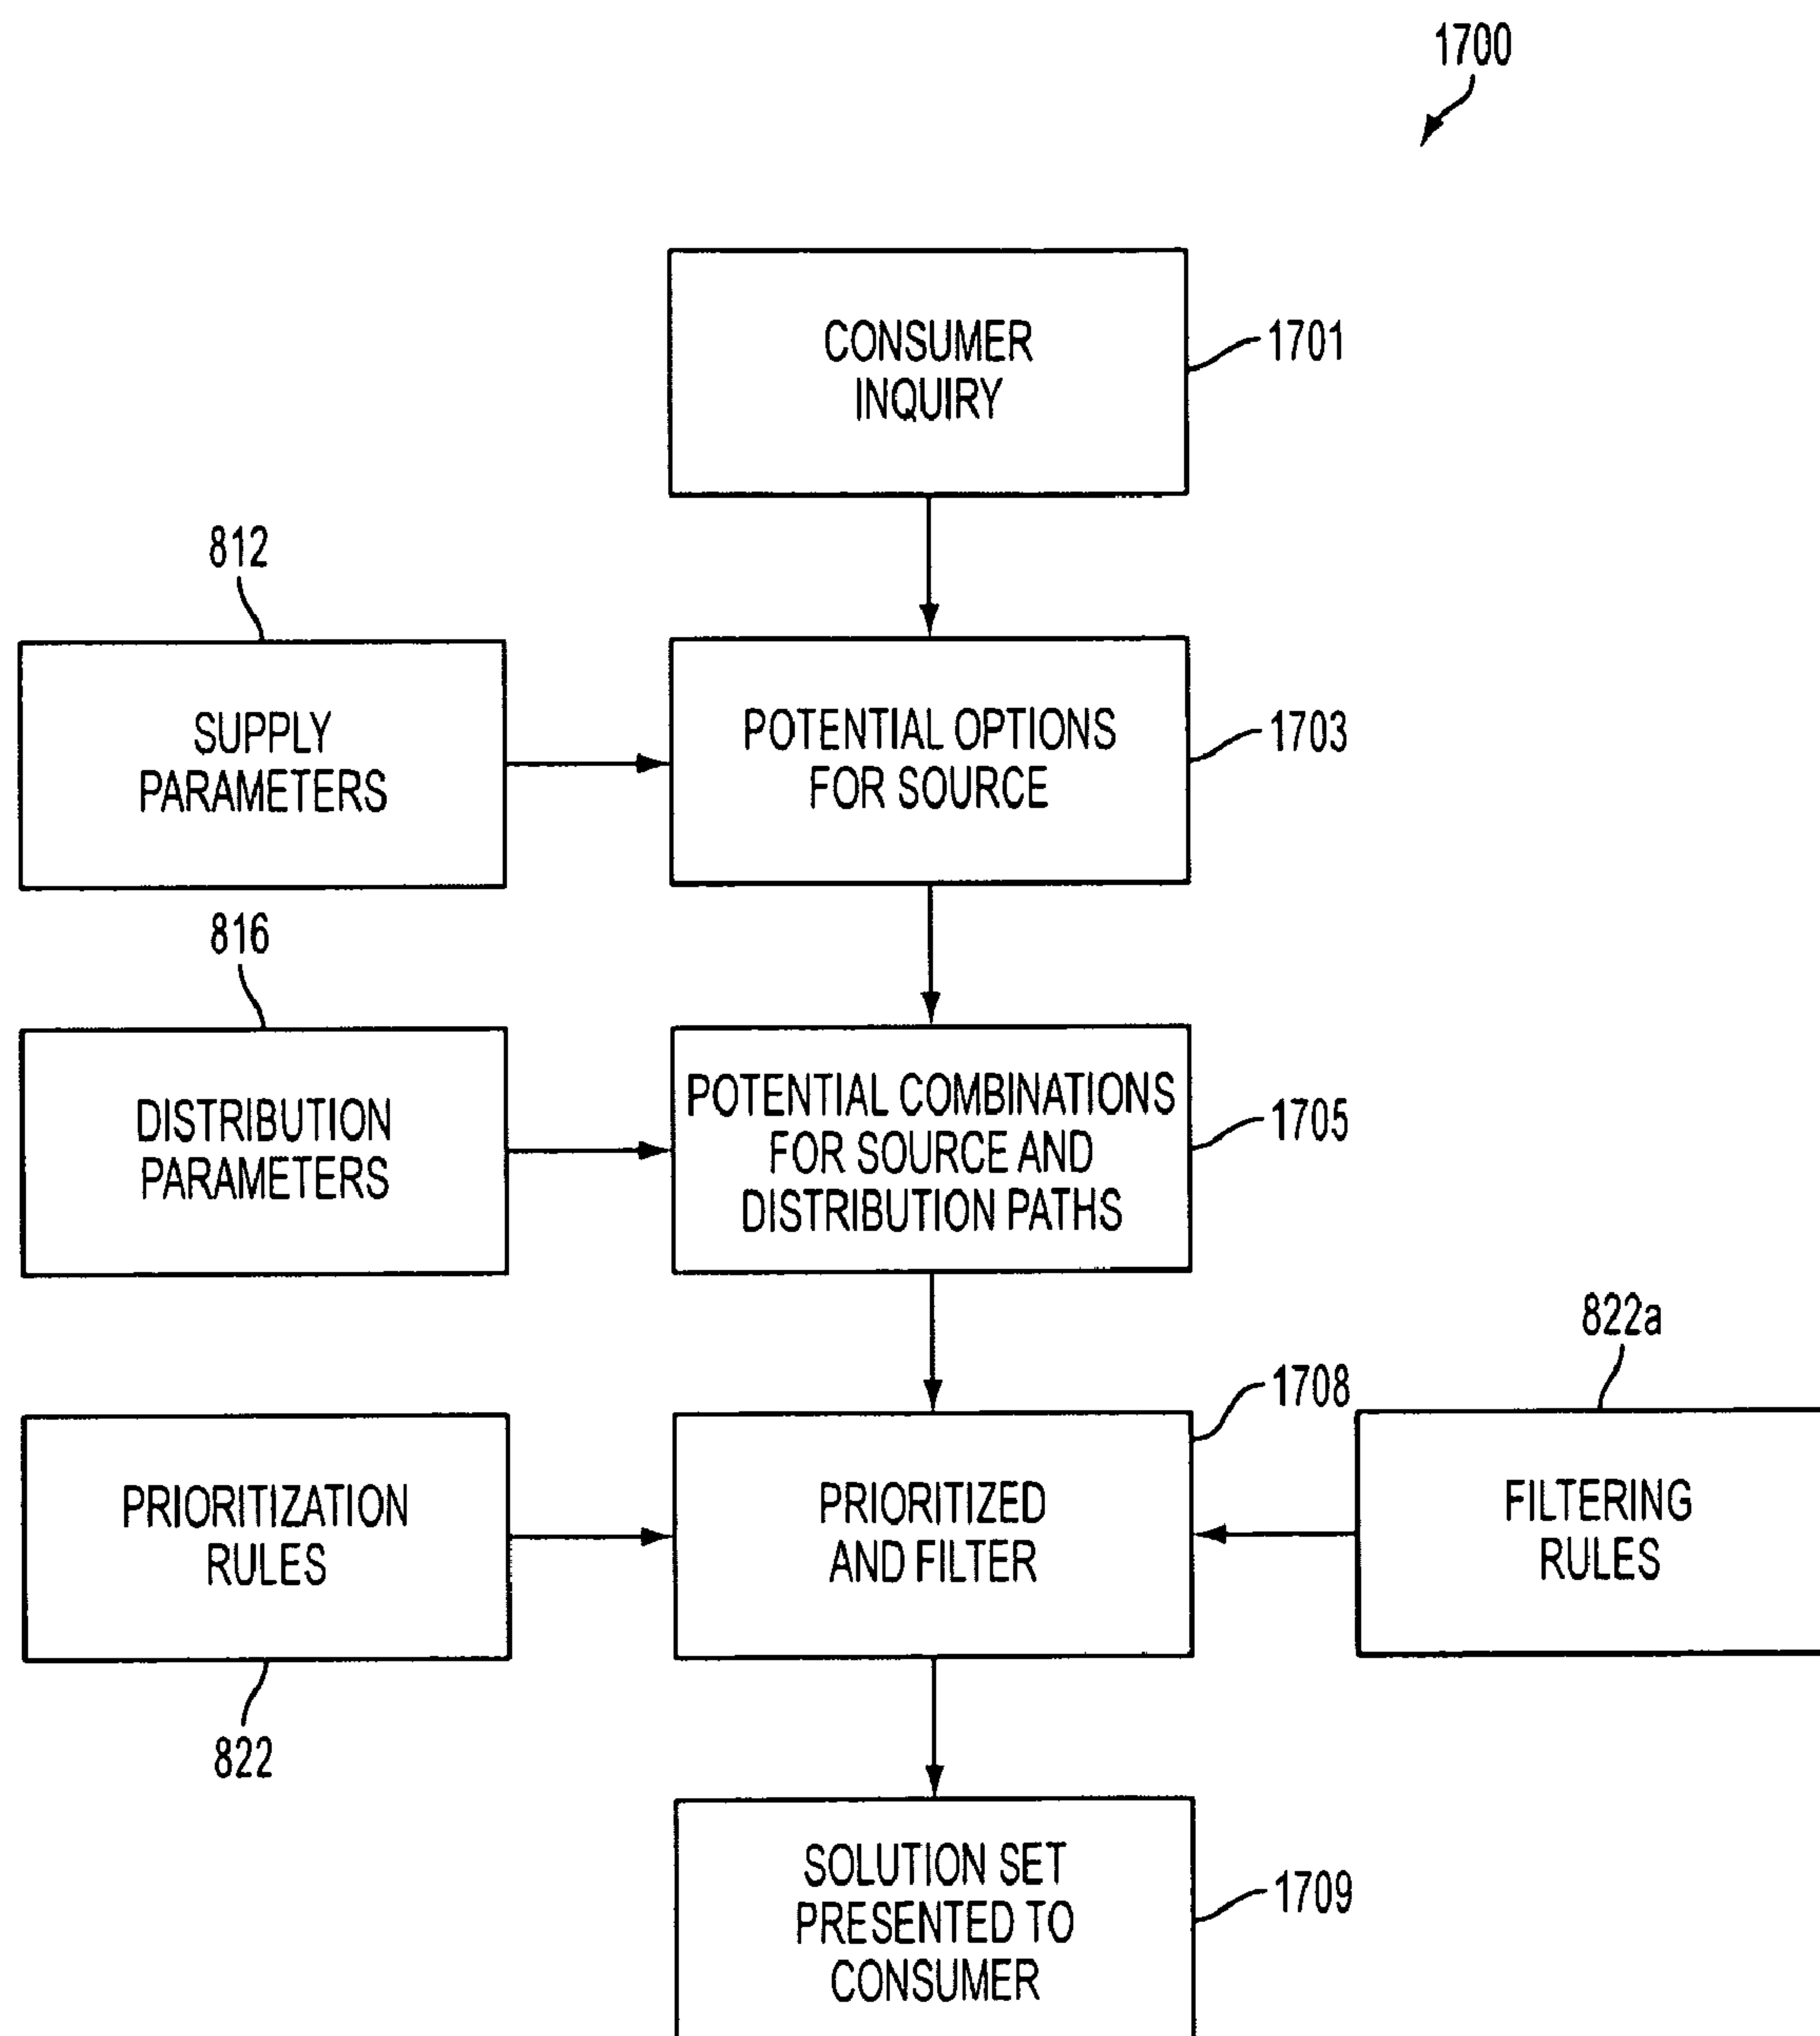 1700
CONSUMER
INQUIRY
1701
812
SUPPLY
PARAMETERS
POTENTIAL OPTIONS
FOR SOURCE
1703
816
DISTRIBUTION
PARAMETERS
POTENTIAL COMBINATIONS
FOR SOURCE AND
DISTRIBUTION PATHS
1705
822a
1708
PRIORITIZATION
RULES
PRIORITIZED
AND FILTER
FILTERING
RULES
822
SOLUTION SET
PRESENTED TO
CONSUMER
1709